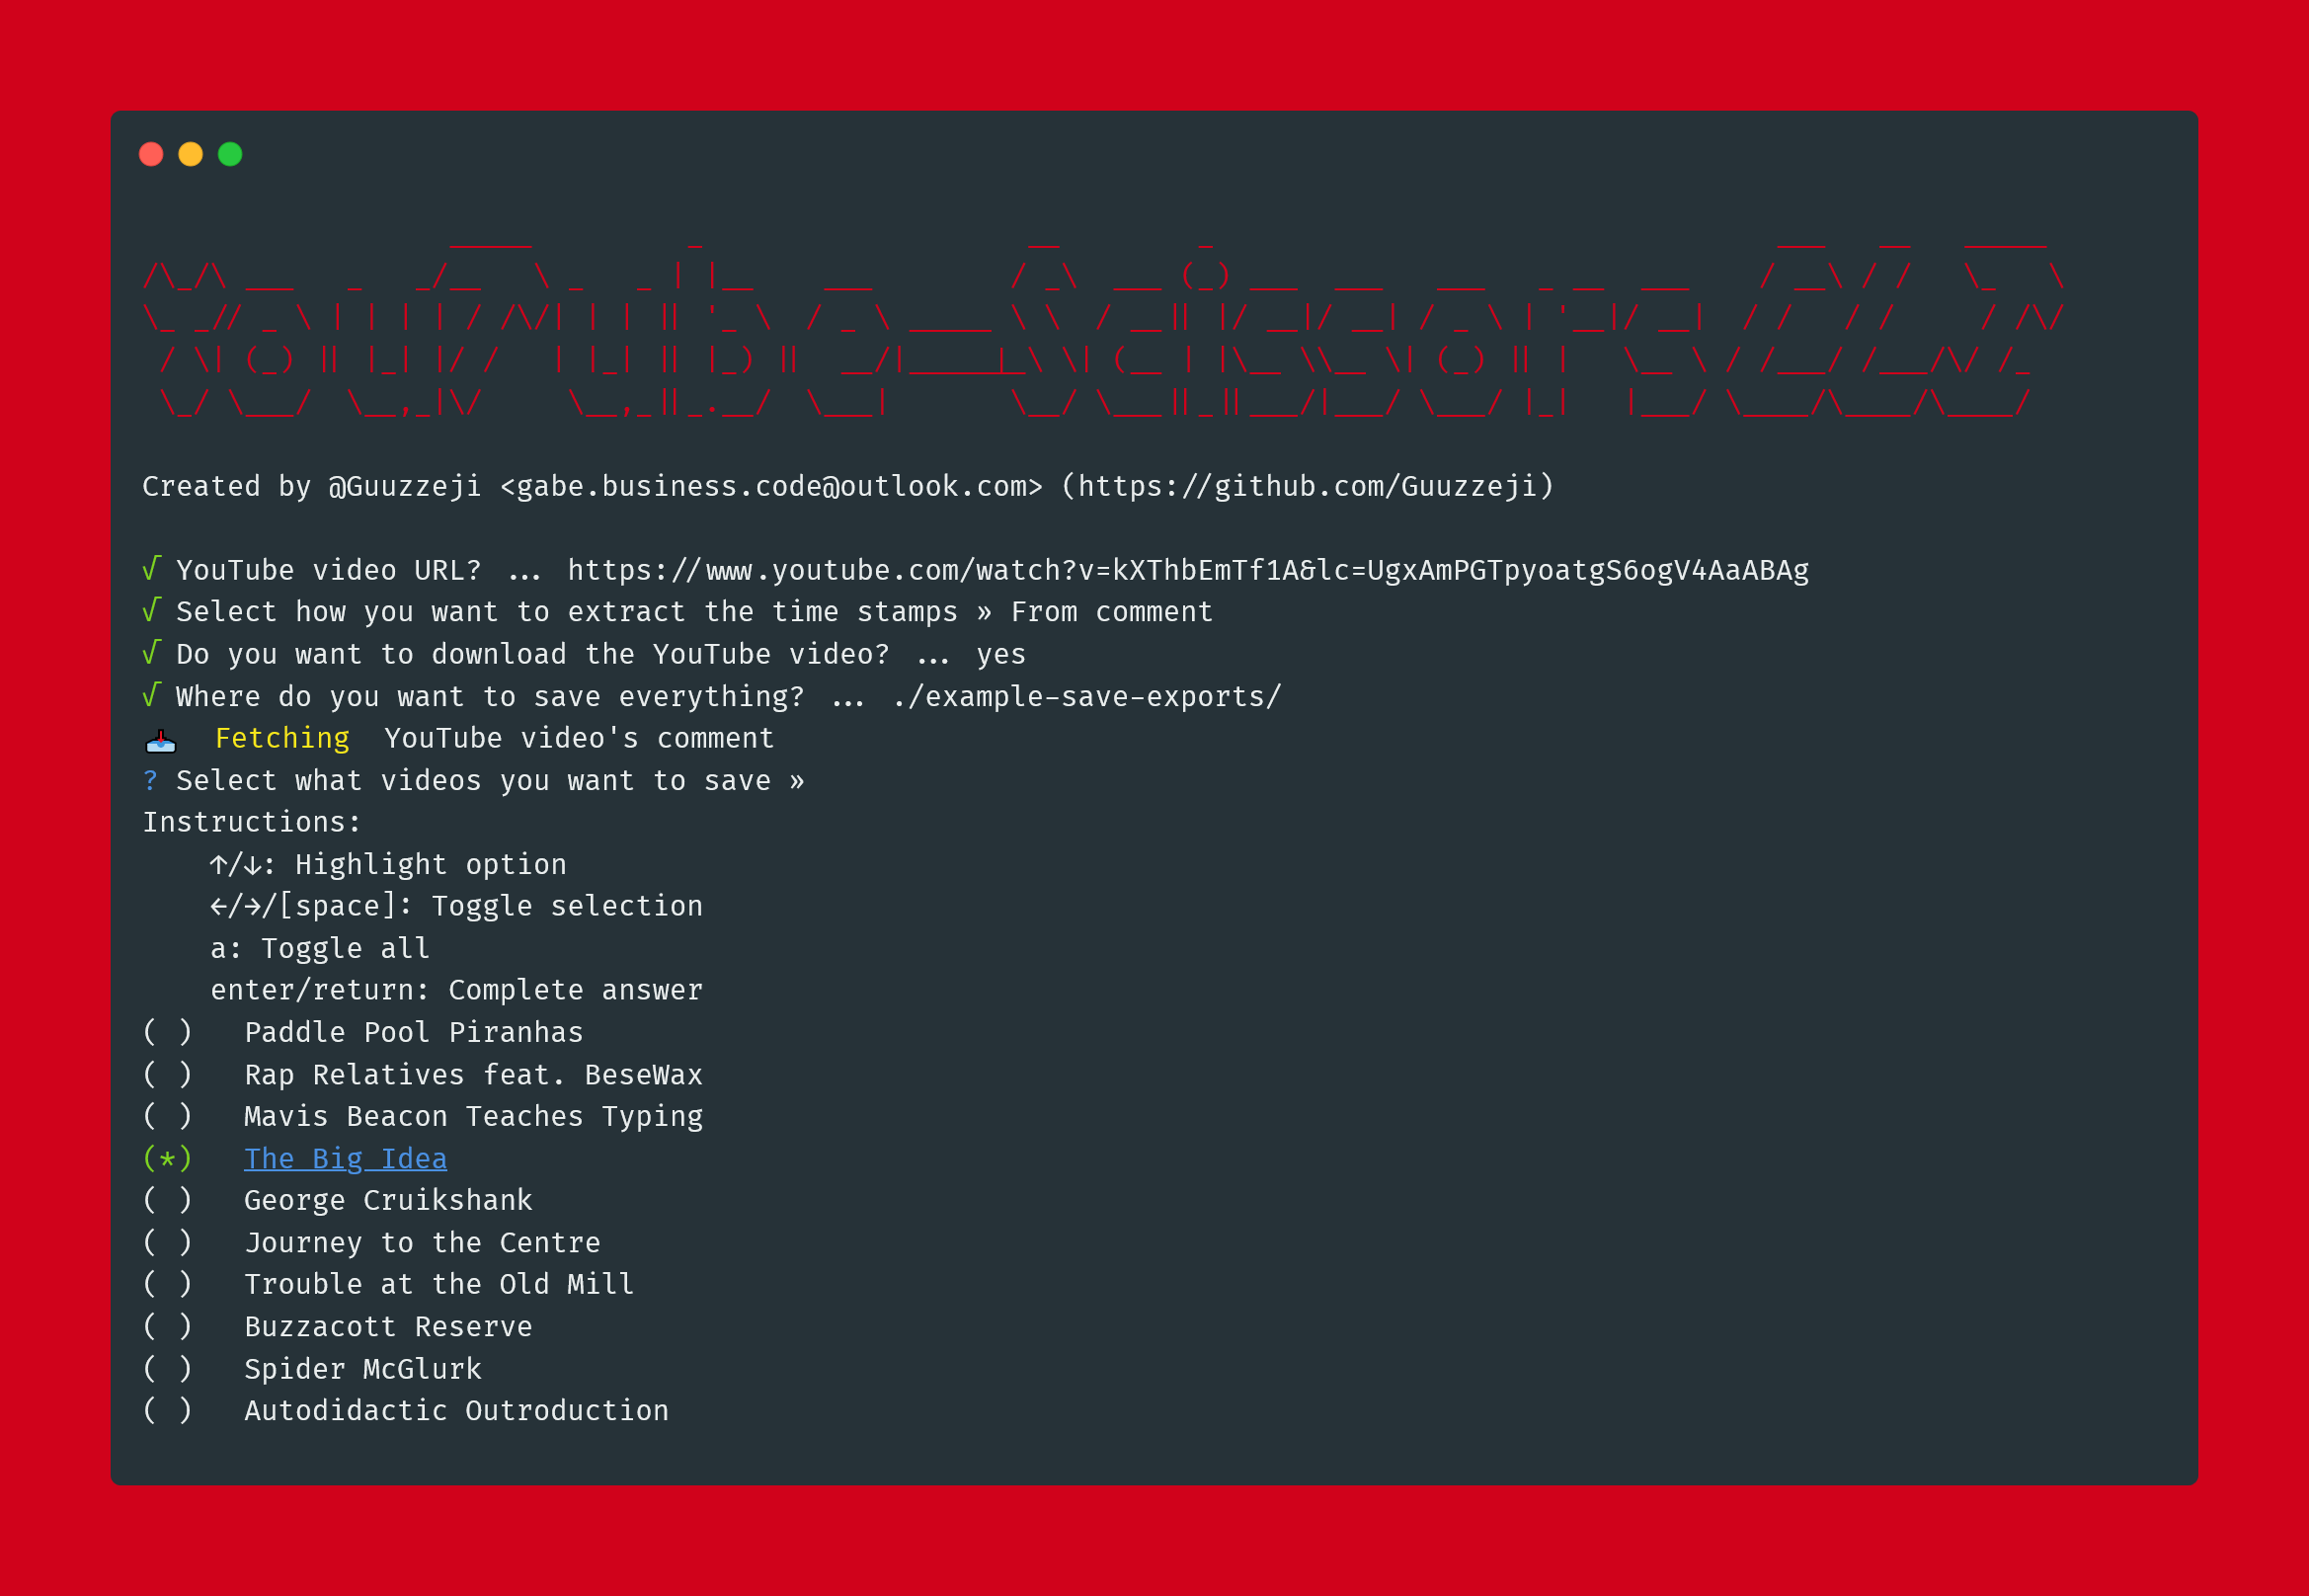 YouTube-ScissorsCLI
Created by @Guuzzeji <gabe.business.code@outlook.com> (https://github.com/Guuzzeji)
√ YouTube video URL? ... https://www.youtube.com/watch?v=kXThbEmTf1A&lc=UgxAmPGTpyoatgS6ogV4AaABAg
√ Select how you want to extract the time stamps » From comment
√ Do you want to download the YouTube video? ... yes
√ Where do you want to save everything? ... ./example-save-exports/
📥 Fetching YouTube video's comment
? Select what videos you want to save »
Instructions:
    ↑/↓: Highlight option
    ←/→/[space]: Toggle selection
    a: Toggle all
    enter/return: Complete answer
( )   Paddle Pool Piranhas
( )   Rap Relatives feat. BeseWax
( )   Mavis Beacon Teaches Typing
(*)   The Big Idea
( )   George Cruikshank
( )   Journey to the Centre
( )   Trouble at the Old Mill
( )   Buzzacott Reserve
( )   Spider McGlurk
( )   Autodidactic Outroduction